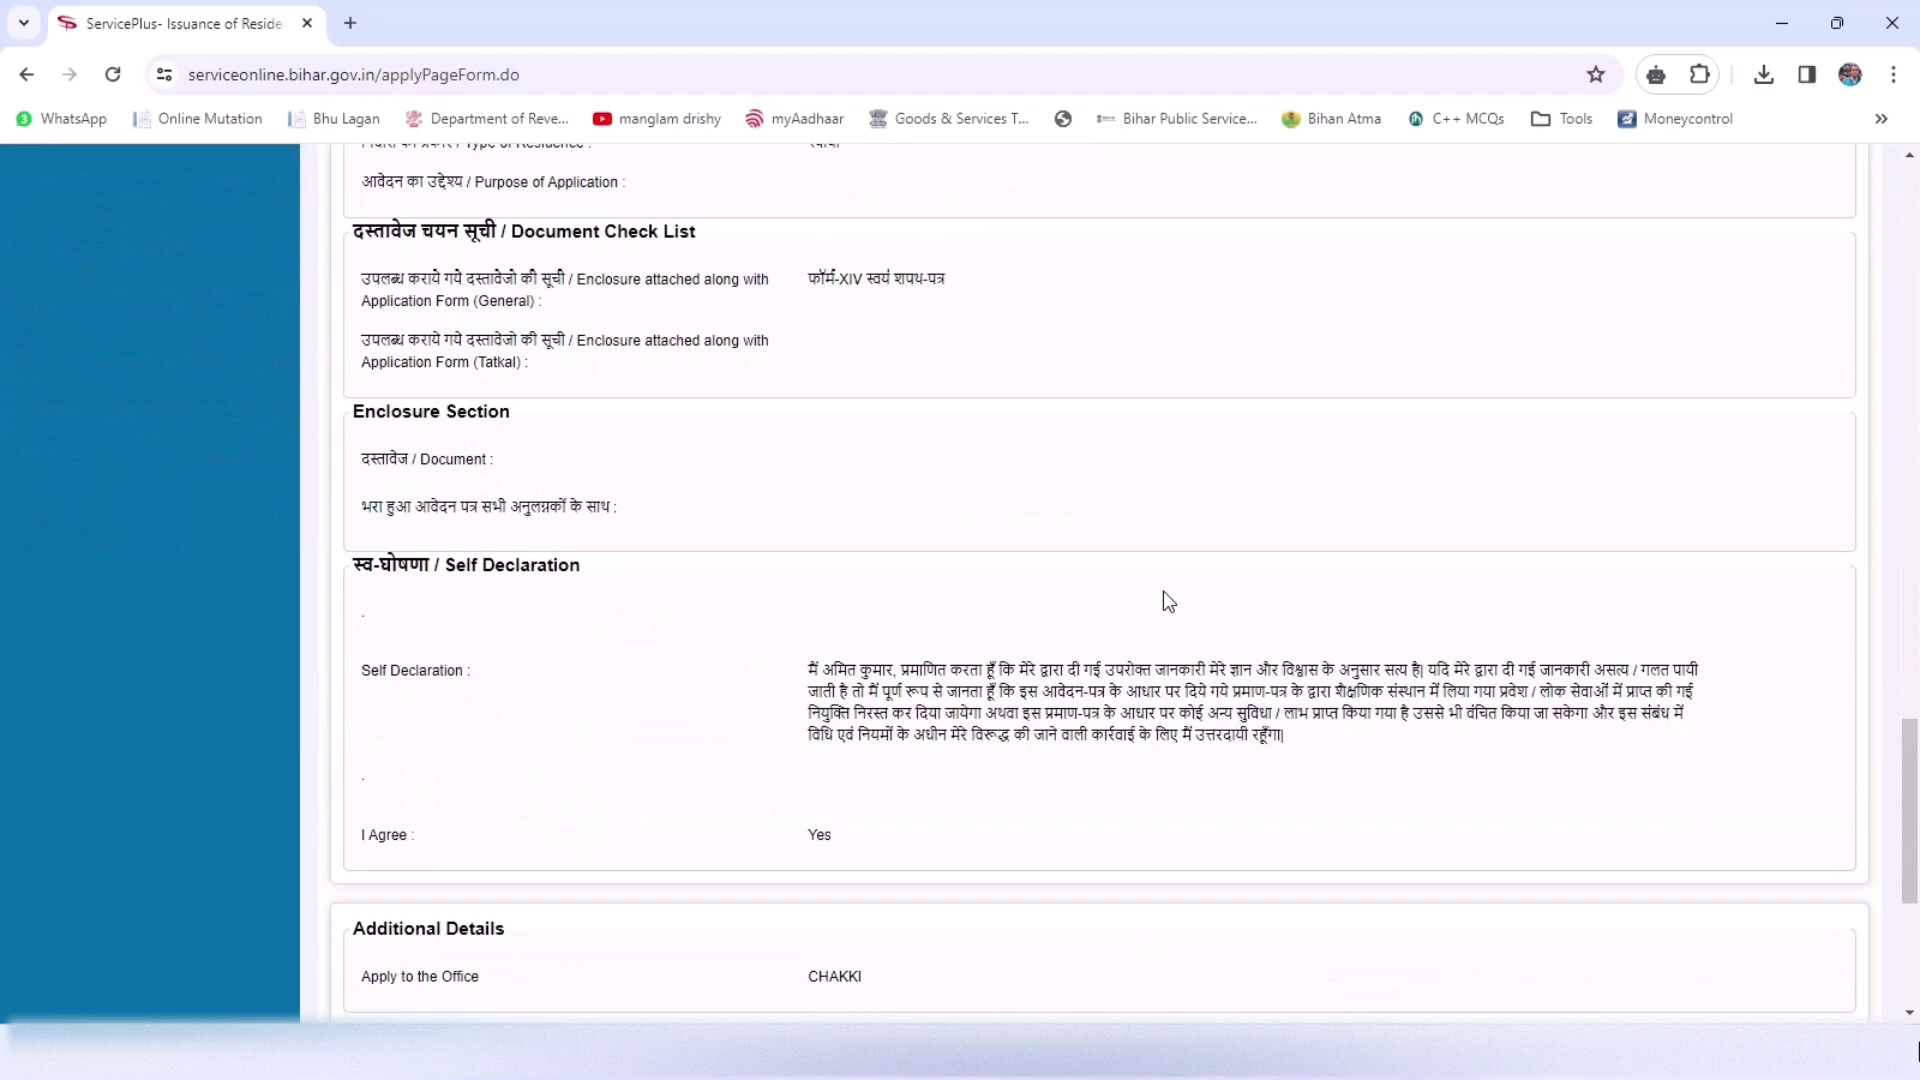 ServicePlus- Issuance of Reside
serviceonline.bihar.gov.in/applyPageForm.do
WhatsApp
Online Mutation
Bhu Lagan
Department of Reve...
manglam drishy
myAadhaar
Goods & Services T...
Bihar Public Service...
Bihan Atma
C++ MCQs
Tools
Moneycontrol
आवेदन का उद्देश्य / Purpose of Application :
दस्तावेज चयन सूची / Document Check List
उपलब्ध कराये गये दस्तावेजो की सूची / Enclosure attached along with फॉर्म-XIV स्वयं शपथ-पत्र
Application Form (General) :
उपलब्ध कराये गये दस्तावेजो की सूची / Enclosure attached along with
Application Form (Tatkal) :
Enclosure Section
दस्तावेज / Document :
भरा हुआ आवेदन पत्र सभी अनुलग्नकों के साथ :
स्व-घोषणा / Self Declaration
.
Self Declaration : मैं अमित कुमार, प्रमाणित करता हूँ कि मेरे द्वारा दी गई उपरोक्त जानकारी मेरे ज्ञान और विश्वास के अनुसार सत्य है| यदि मेरे द्वारा दी गई जानकारी असत्य / गलत पायी
जाती है तो मैं पूर्ण रूप से जानता हूँ कि इस आवेदन-पत्र के आधार पर दिये गये प्रमाण-पत्र के द्वारा शैक्षणिक संस्थान में लिया गया प्रवेश / लोक सेवाओं में प्राप्त की गई
नियुक्ति निरस्त कर दिया जायेगा अथवा इस प्रमाण-पत्र के आधार पर कोई अन्य सुविधा / लाभ प्राप्त किया गया है उससे भी वंचित किया जा सकेगा और इस संबंध में
विधि एवं नियमों के अधीन मेरे विरूद्ध की जाने वाली कार्रवाई के लिए मैं उत्तरदायी रहूँगा|
.
I Agree : Yes
Additional Details
Apply to the Office CHAKKI